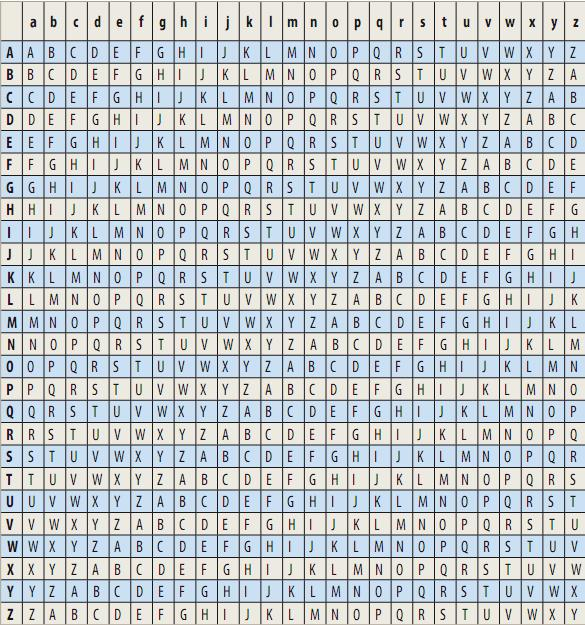 a b c d e f g h i j k l m n o p q r s t u v w x y z
A A B C D E F G H I J K L M N O P Q R S T U V W X Y Z
B B C D E F G H I J K L M N O P Q R S T U V W X Y Z A
C C D E F G H I J K L M N O P Q R S T U V W X Y Z A B
D D E F G H I J K L M N O P Q R S T U V W X Y Z A B C
E E F G H I J K L M N O P Q R S T U V W X Y Z A B C D
F F G H I J K L M N O P Q R S T U V W X Y Z A B C D E
G G H I J K L M N O P Q R S T U V W X Y Z A B C D E F
H H I J K L M N O P Q R S T U V W X Y Z A B C D E F G
I I J K L M N O P Q R S T U V W X Y Z A B C D E F G H
J J K L M N O P Q R S T U V W X Y Z A B C D E F G H I
K K L M N O P Q R S T U V W X Y Z A B C D E F G H I J
L L M N O P Q R S T U V W X Y Z A B C D E F G H I J K
M M N O P Q R S T U V W X Y Z A B C D E F G H I J K L
N N O P Q R S T U V W X Y Z A B C D E F G H I J K L M
O O P Q R S T U V W X Y Z A B C D E F G H I J K L M N
P P Q R S T U V W X Y Z A B C D E F G H I J K L M N O
Q Q R S T U V W X Y Z A B C D E F G H I J K L M N O P
R R S T U V W X Y Z A B C D E F G H I J K L M N O P Q
S S T U V W X Y Z A B C D E F G H I J K L M N O P Q R
T T U V W X Y Z A B C D E F G H I J K L M N O P Q R S
U U V W X Y Z A B C D E F G H I J K L M N O P Q R S T
V V W X Y Z A B C D E F G H I J K L M N O P Q R S T U
W W X Y Z A B C D E F G H I J K L M N O P Q R S T U V
X X Y Z A B C D E F G H I J K L M N O P Q R S T U V W
Y Y Z A B C D E F G H I J K L M N O P Q R S T U V W X
Z Z A B C D E F G H I J K L M N O P Q R S T U V W X Y